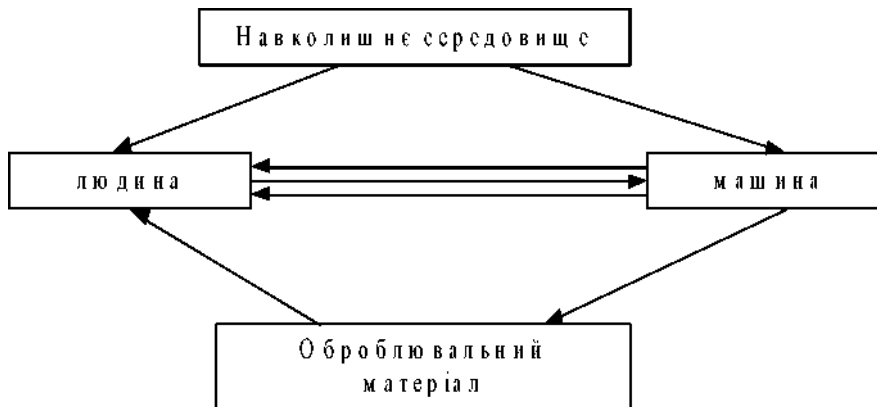 Навколишнє середовище
людина
машина
Оброблювальний
матеріал